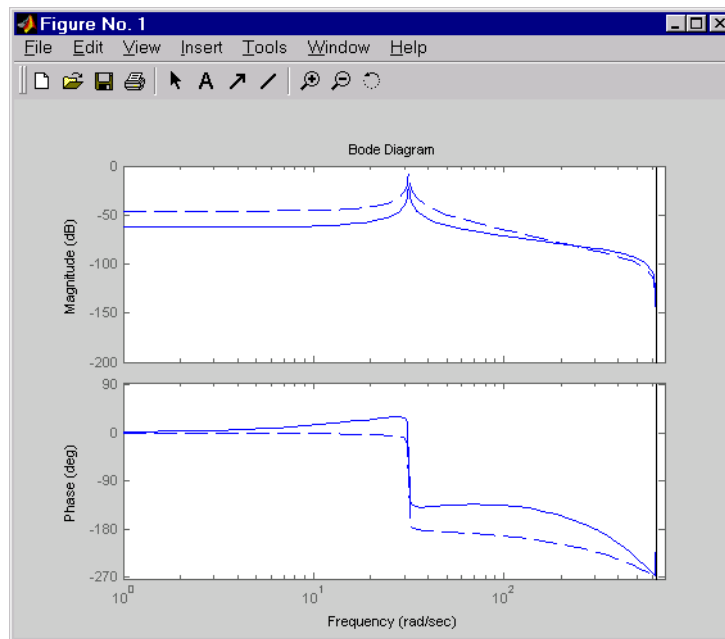 Figure No. 1
File Edit View Insert Tools Window Help
A
Bode Diagram
Magnitude (dB)
0
-50
-100
-150
-200
Phase (deg)
90
0
-90
-180
-270
10^0 10^1 10^2
Frequency (rad/sec)